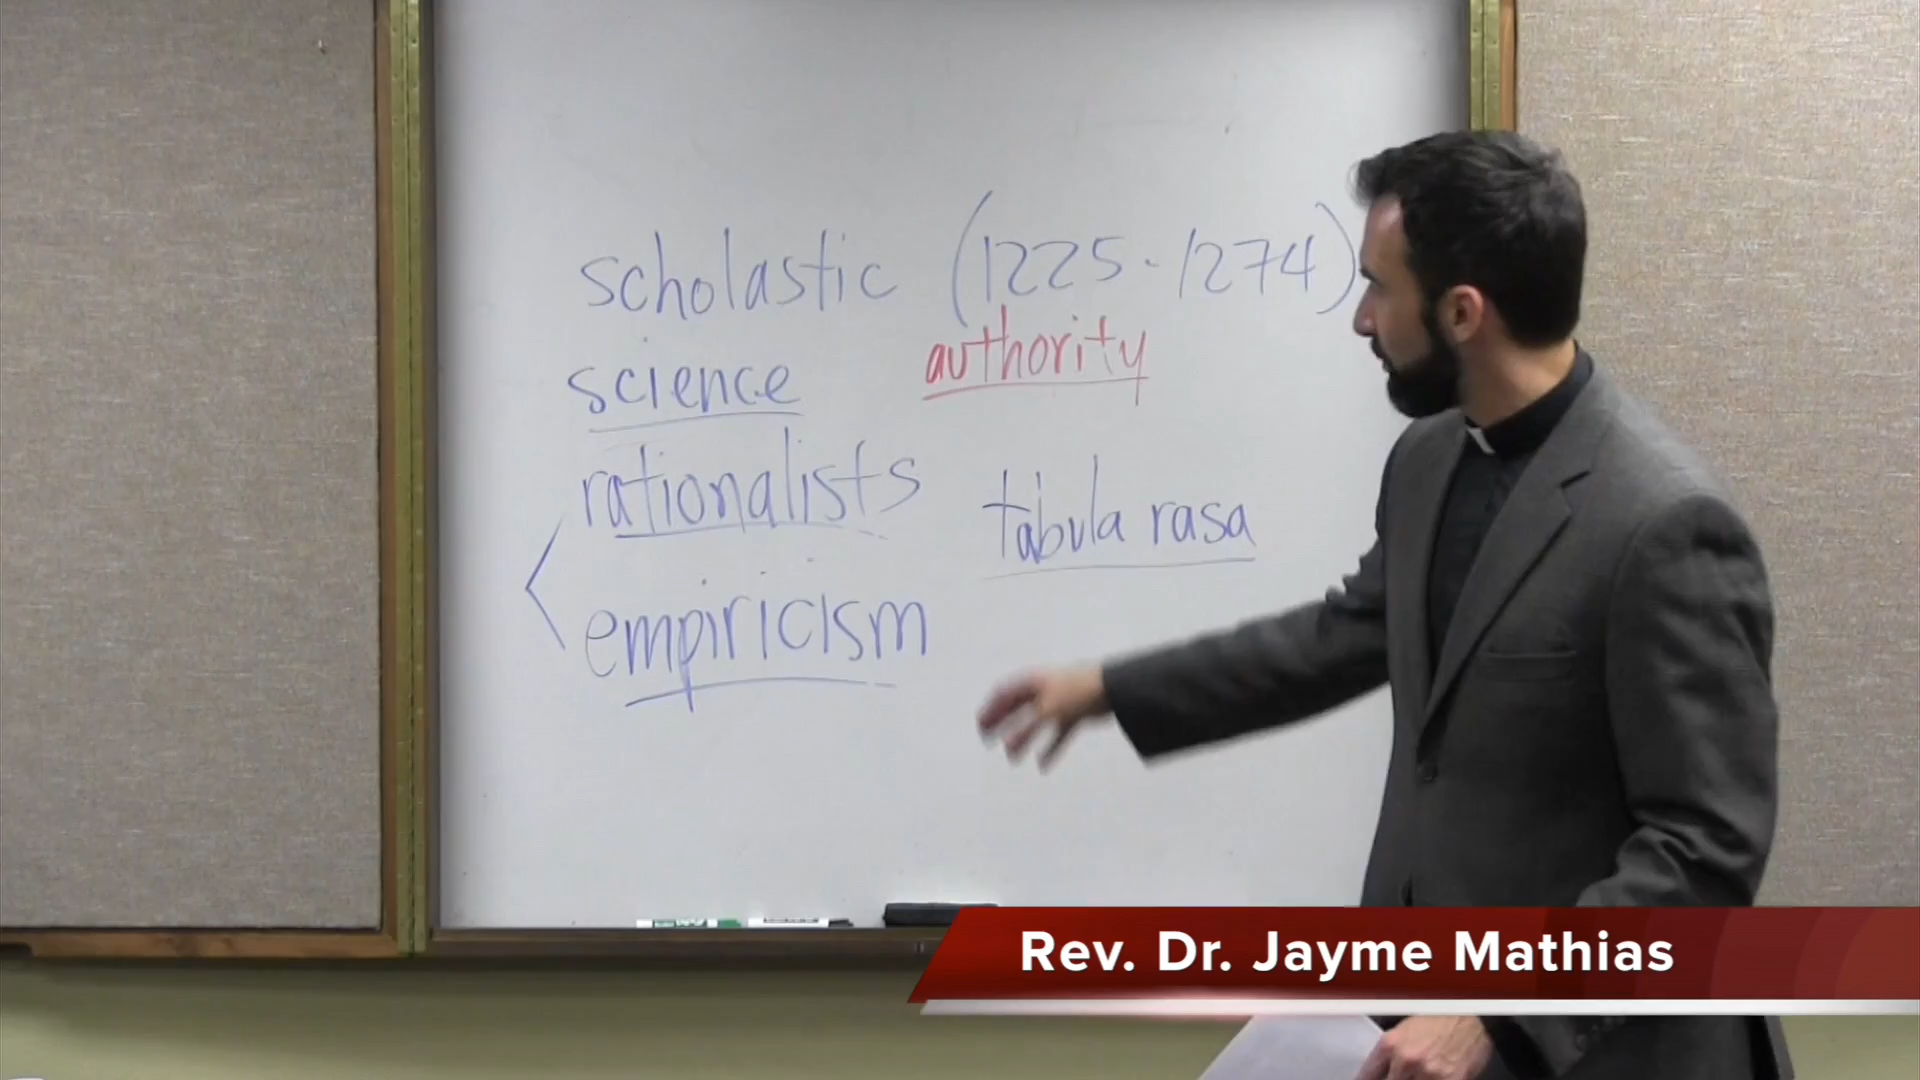 scholastic (1225-1274)
authority
science
rationalists
tabula rasa
empiricism
Rev. Dr. Jayme Mathias